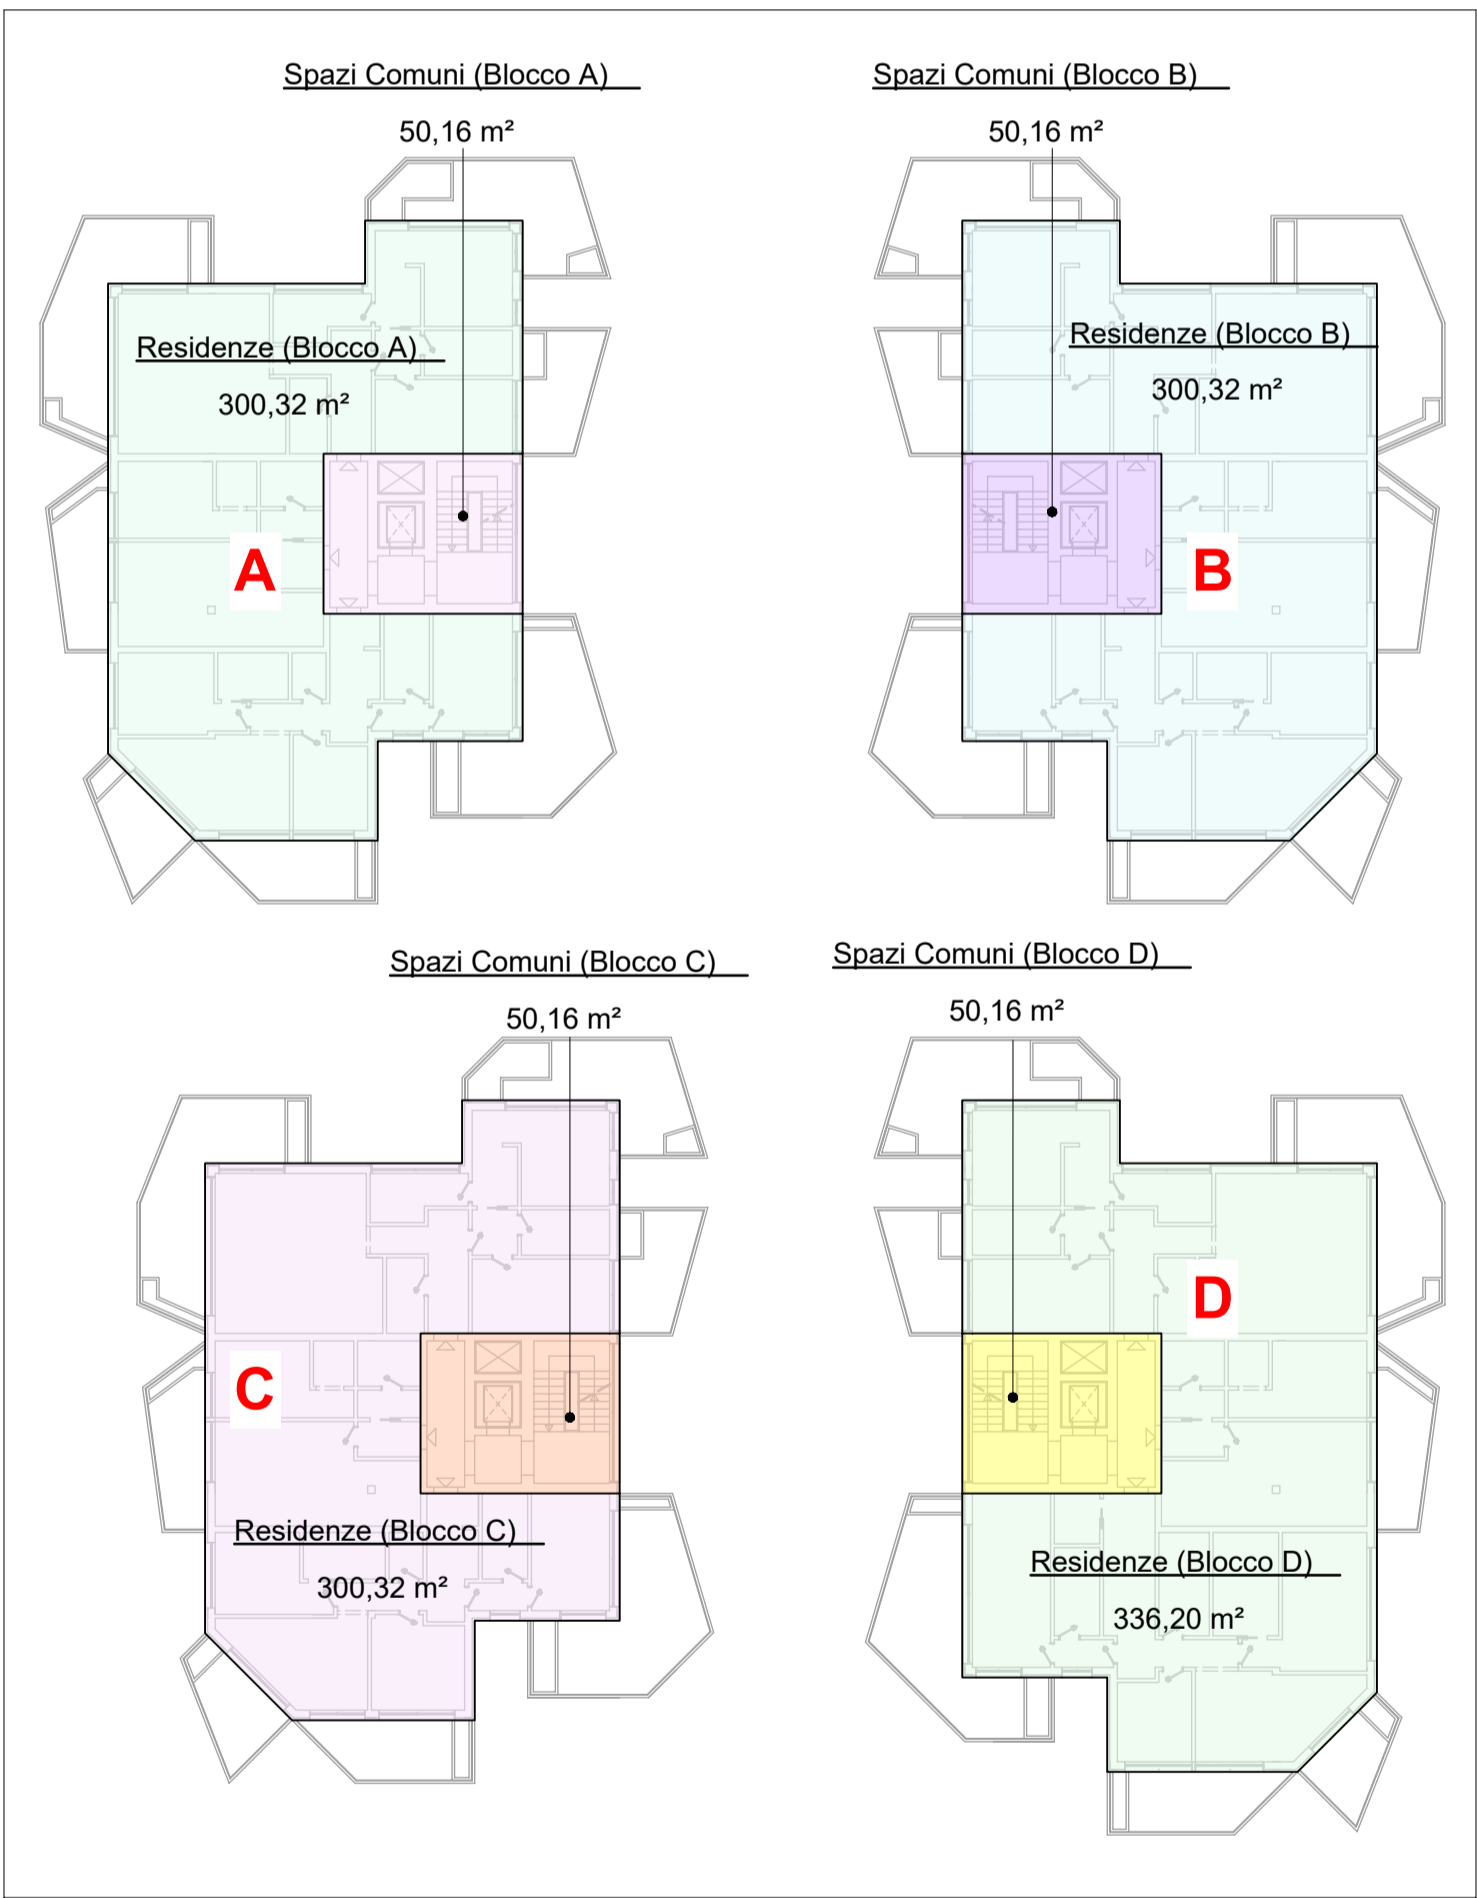 Spazi Comuni (Blocco A)
50,16 m²
Spazi Comuni (Blocco B)
50,16 m²
Residenze (Blocco A)
300,32 m²
A
Residenze (Blocco B)
300,32 m²
B
Spazi Comuni (Blocco C)
50,16 m²
Spazi Comuni (Blocco D)
50,16 m²
C
Residenze (Blocco C)
300,32 m²
D
Residenze (Blocco D)
336,20 m²